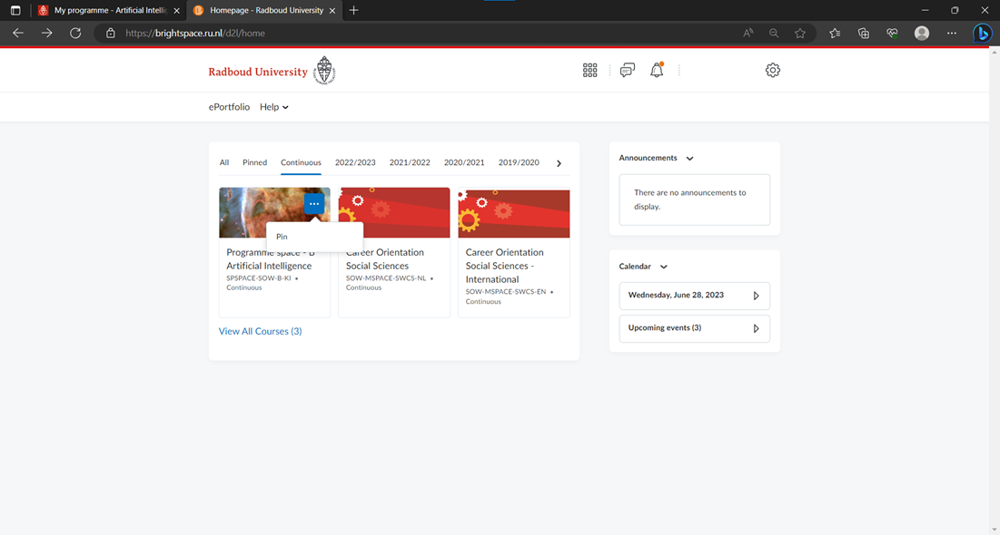 My programme - Artificial Intellig
Homepage - Radboud University
https://brightspace.ru.nl/d2l/home
Radboud University
ePortfolio Help
All Pinned Continuous 2022/2023 2021/2022 2020/2021 2019/2020
Pin
Programme space - B
Artificial Intelligence
SPSPACE-SOW-B-KI •
Continuous
Career Orientation
Social Sciences
SOW-MSPACE-SWCS-NL •
Continuous
Career Orientation
Social Sciences -
International
SOW-MSPACE-SWCS-EN •
Continuous
View All Courses (3)
Announcements
There are no announcements to
display.
Calendar
Wednesday, June 28, 2023
Upcoming events (3)